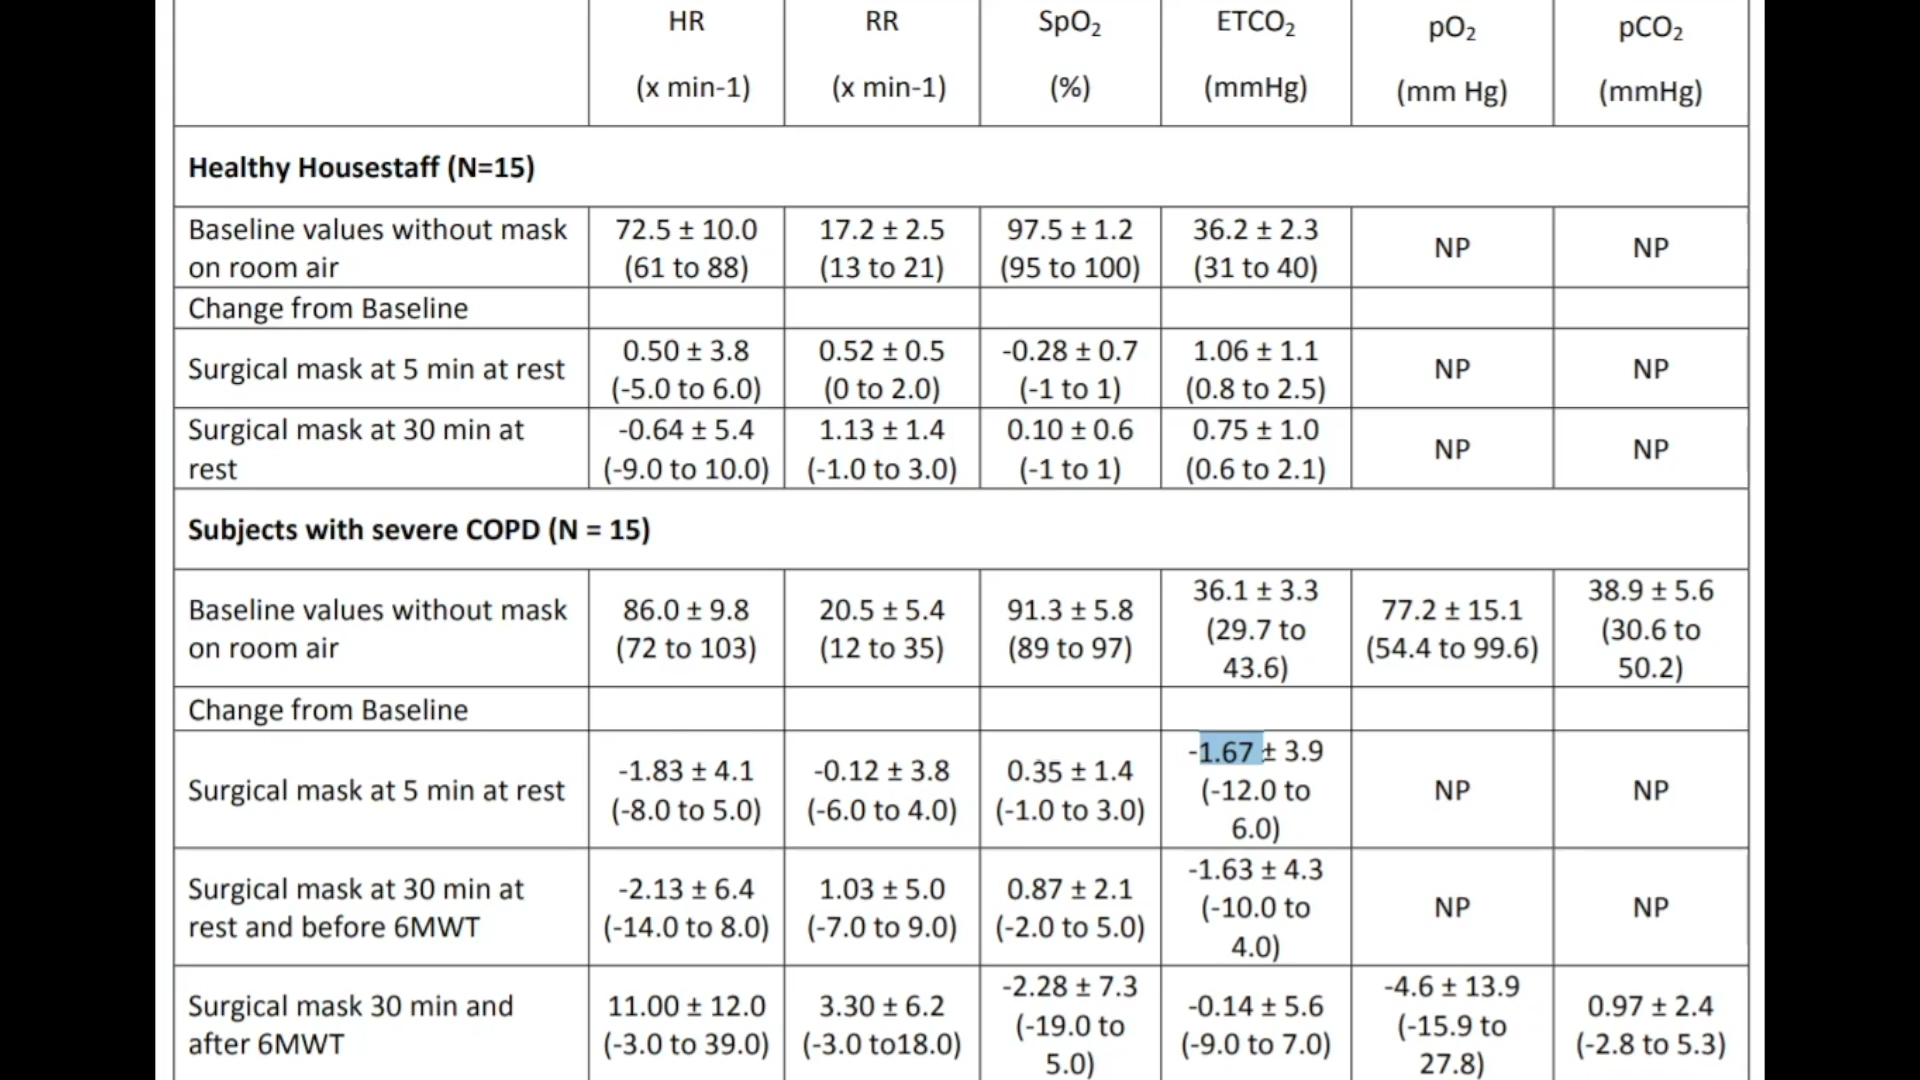 HR RR SpO₂ ETCO₂ pO₂ pCO₂
(x min-1) (x min-1) (%) (mmHg) (mm Hg) (mmHg)
Healthy Housestaff (N=15)
Baseline values without mask 72.5 ± 10.0 17.2 ± 2.5 97.5 ± 1.2 36.2 ± 2.3 NP NP
on room air (61 to 88) (13 to 21) (95 to 100) (31 to 40)
Change from Baseline
Surgical mask at 5 min at rest 0.50 ± 3.8 0.52 ± 0.5 -0.28 ± 0.7 1.06 ± 1.1 NP NP
(-5.0 to 6.0) (0 to 2.0) (-1 to 1) (0.8 to 2.5)
Surgical mask at 30 min at -0.64 ± 5.4 1.13 ± 1.4 0.10 ± 0.6 0.75 ± 1.0 NP NP
rest (-9.0 to 10.0) (-1.0 to 3.0) (-1 to 1) (0.6 to 2.1)
Subjects with severe COPD (N = 15)
Baseline values without mask 86.0 ± 9.8 20.5 ± 5.4 91.3 ± 5.8 36.1 ± 3.3 77.2 ± 15.1 38.9 ± 5.6
on room air (72 to 103) (12 to 35) (89 to 97) (29.7 to (54.4 to 99.6) (30.6 to
43.6) 50.2)
Change from Baseline
Surgical mask at 5 min at rest -1.83 ± 4.1 -0.12 ± 3.8 0.35 ± 1.4 -1.67 ± 3.9 NP NP
(-8.0 to 5.0) (-6.0 to 4.0) (-1.0 to 3.0) (-12.0 to
6.0)
Surgical mask at 30 min at -2.13 ± 6.4 1.03 ± 5.0 0.87 ± 2.1 -1.63 ± 4.3 NP NP
rest and before 6MWT (-14.0 to 8.0) (-7.0 to 9.0) (-2.0 to 5.0) (-10.0 to
4.0)
Surgical mask 30 min and 11.00 ± 12.0 3.30 ± 6.2 -2.28 ± 7.3 -0.14 ± 5.6 -4.6 ± 13.9 0.97 ± 2.4
after 6MWT (-3.0 to 39.0) (-3.0 to18.0) (-19.0 to (-9.0 to 7.0) (-15.9 to (-2.8 to 5.3)
5.0) 27.8)